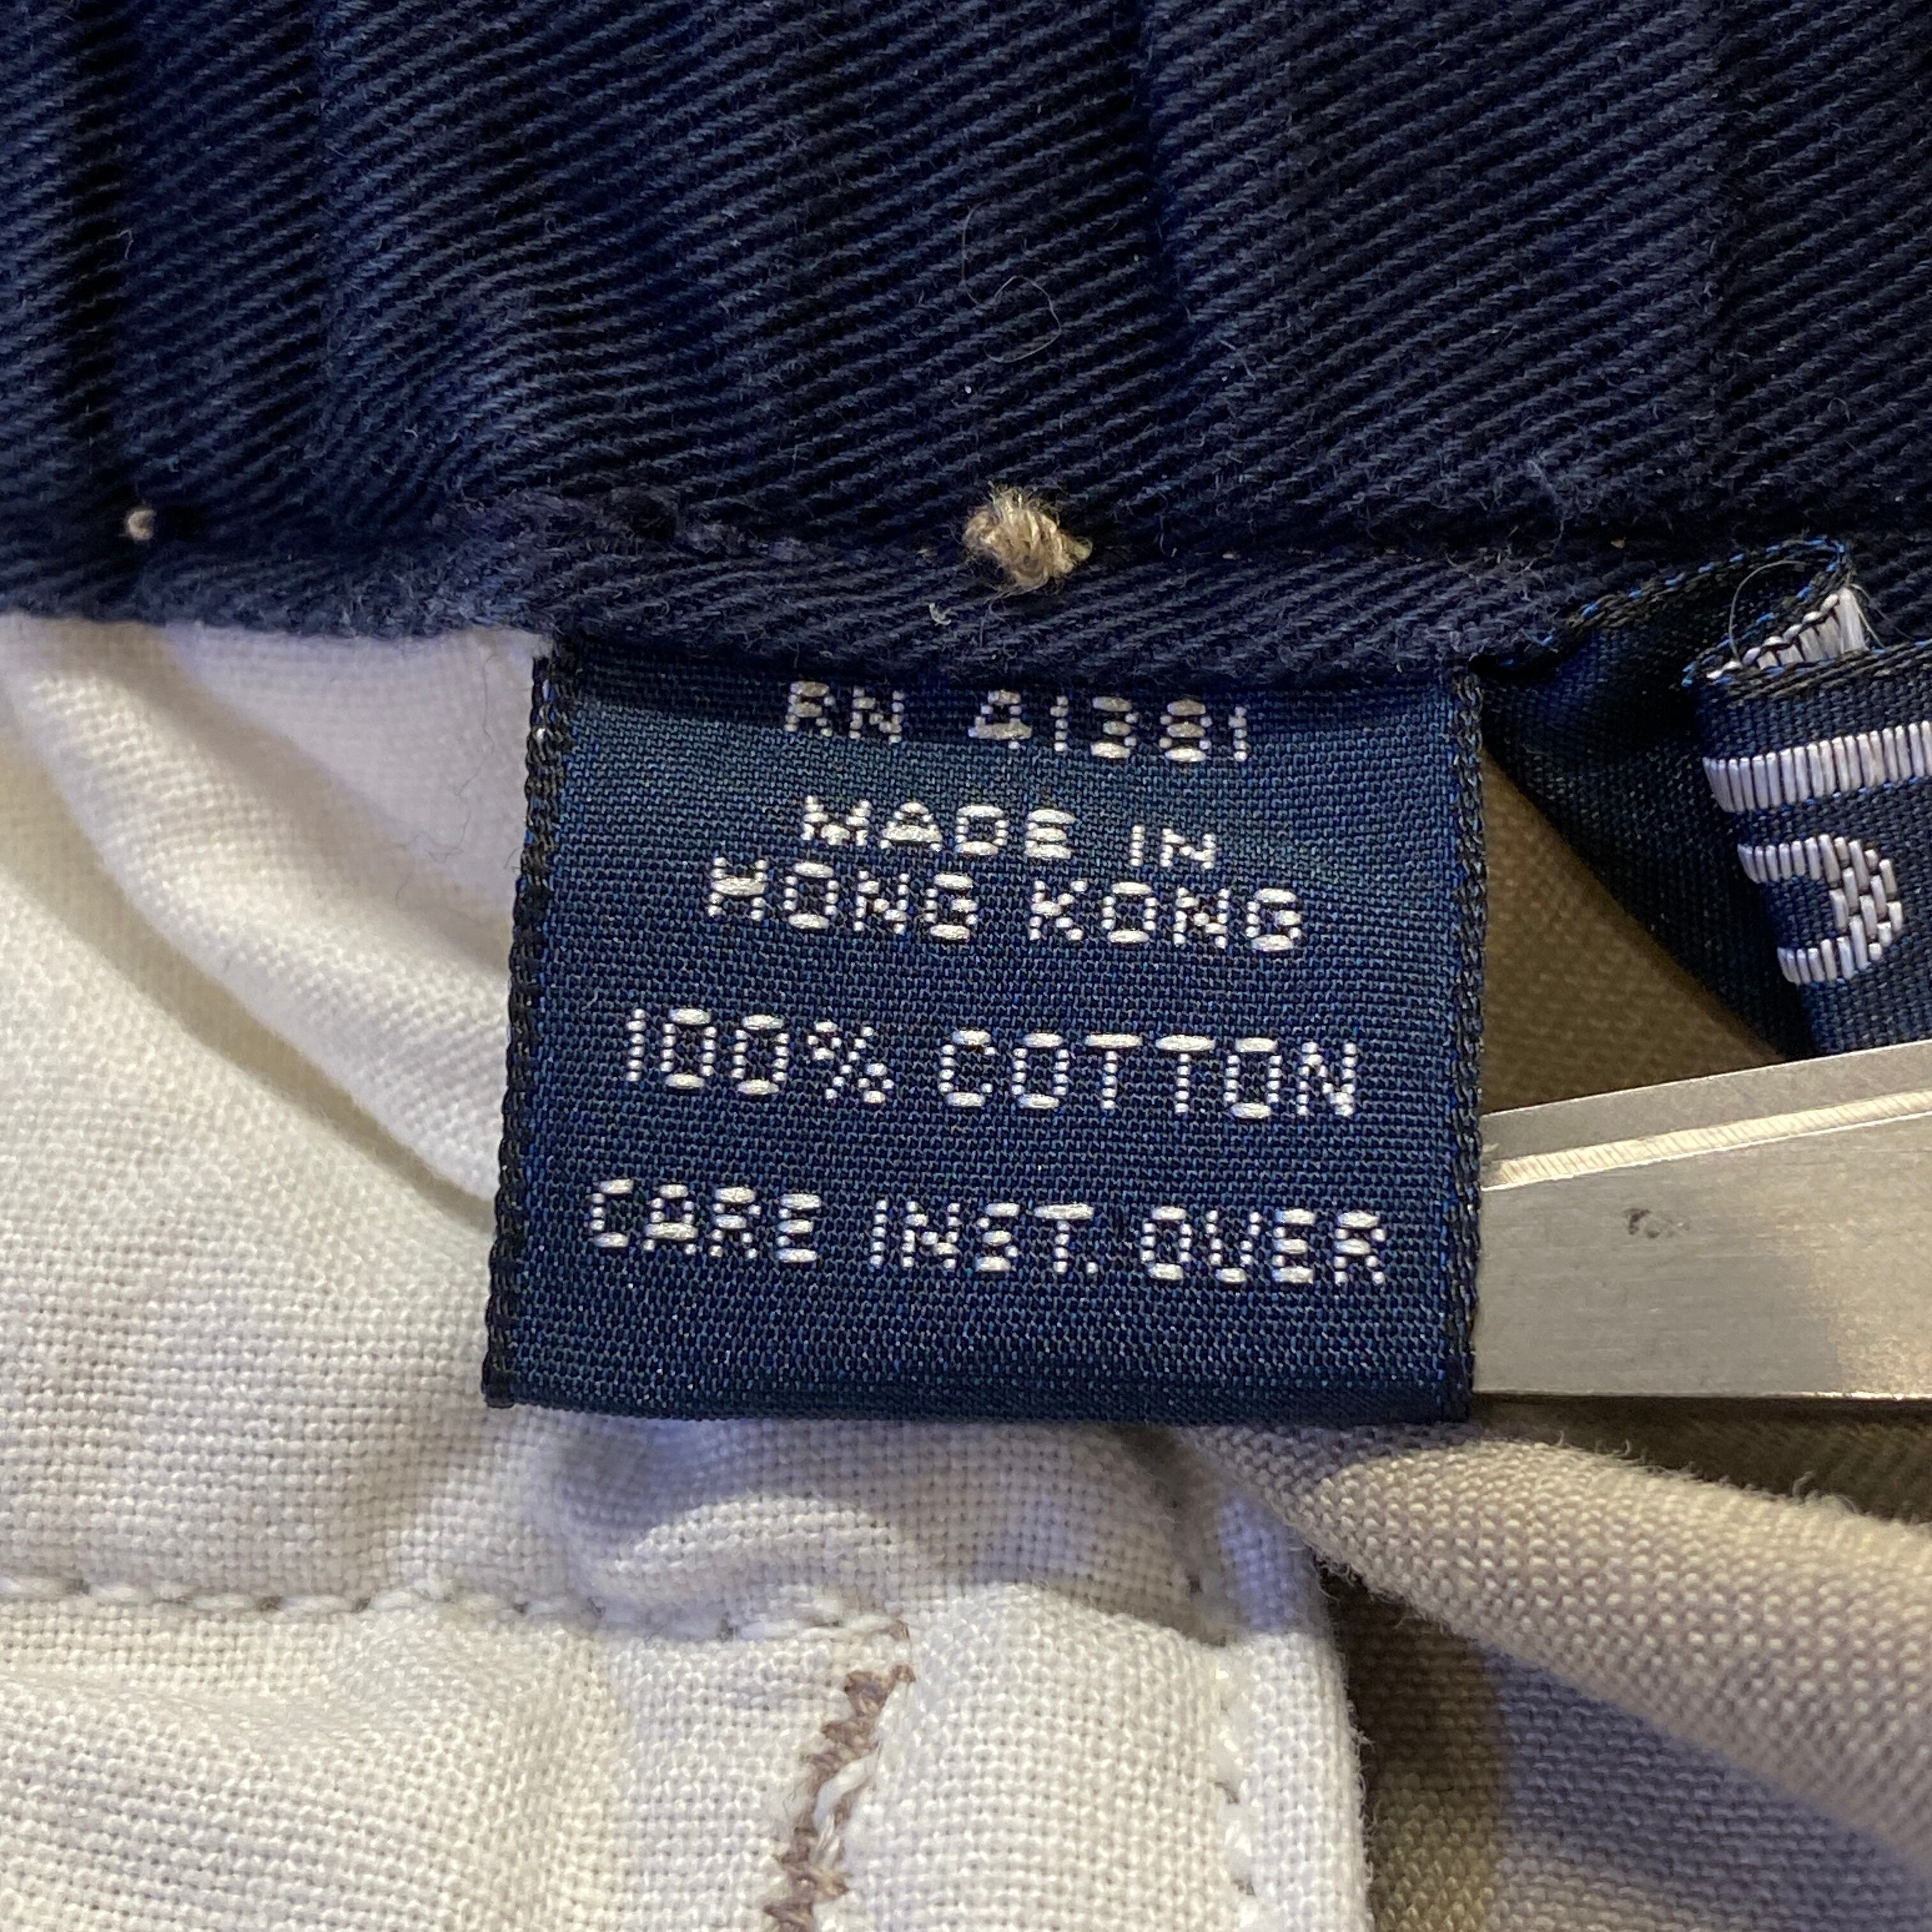 RN 41381
MADE IN
HONG KONG
100% COTTON
CARE INST. OVER